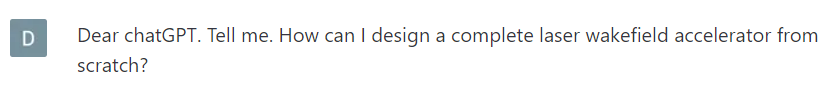 D
Dear chatGPT. Tell me. How can I design a complete laser wakefield accelerator from
scratch?